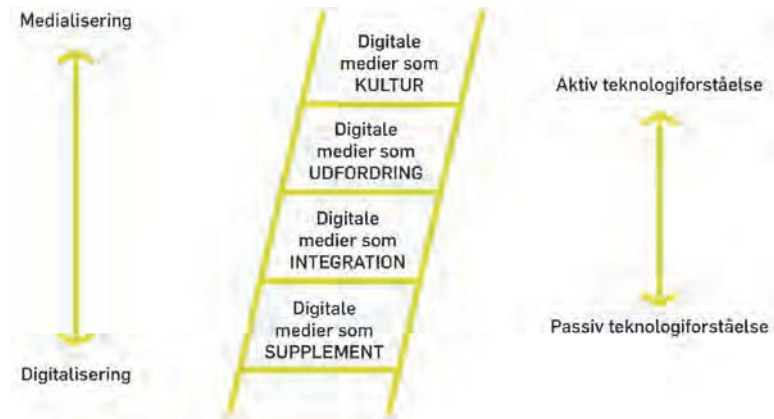 Medialisering
Digitale
medier som
KULTUR
Aktiv teknologiforståelse
Digitale
medier som
UDFORDRING
Digitale
medier som
INTEGRATION
Digitale
medier som
SUPPLEMENT
Passiv teknologiforståelse
Digitalisering